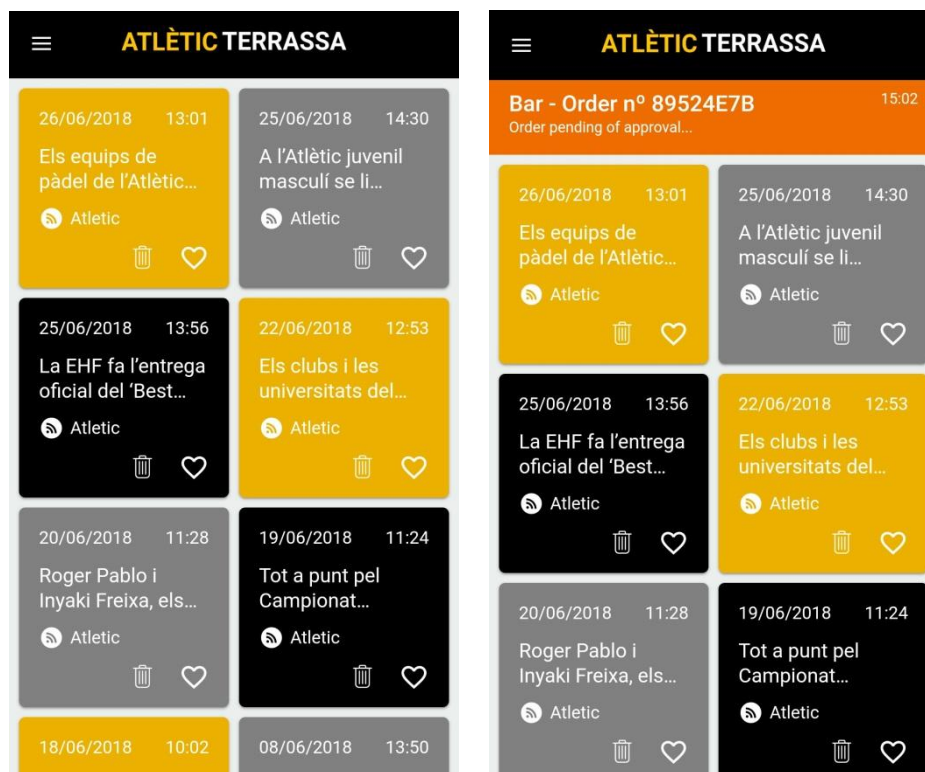 ATLÈTIC TERRASSA
26/06/2018 13:01
Els equips de
pàdel de l'Atlètic...
Atletic
25/06/2018 14:30
A l'Atlètic juvenil
masculí se li...
Atletic
25/06/2018 13:56
La EHF fa l'entrega
oficial del 'Best...
Atletic
22/06/2018 12:53
Els clubs i les
universitats del...
Atletic
20/06/2018 11:28
Roger Pablo i
Inyaki Freixa, els...
Atletic
19/06/2018 11:24
Tot a punt pel
Campionat...
Atletic
18/06/2018 10:02
08/06/2018 13:50
ATLÈTIC TERRASSA
Bar - Order nº 89524E7B 15:02
Order pending of approval...
26/06/2018 13:01
Els equips de
pàdel de l'Atlètic...
Atletic
25/06/2018 14:30
A l'Atlètic juvenil
masculí se li...
Atletic
25/06/2018 13:56
La EHF fa l'entrega
oficial del 'Best...
Atletic
22/06/2018 12:53
Els clubs i les
universitats del...
Atletic
20/06/2018 11:28
Roger Pablo i
Inyaki Freixa, els...
Atletic
19/06/2018 11:24
Tot a punt pel
Campionat...
Atletic